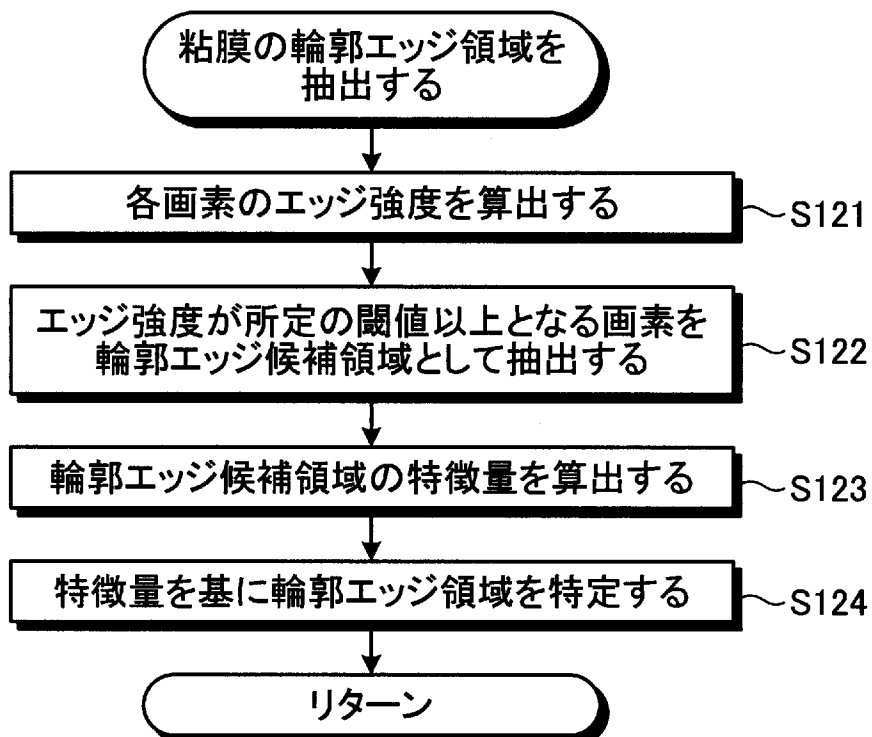 粘膜の輪郭エッジ領域を
抽出する
各画素のエッジ強度を算出する
S121
エッジ強度が所定の閾値以上となる画素を
輪郭エッジ候補領域として抽出する
S122
輪郭エッジ候補領域の特徴量を算出する
S123
特徴量を基に輪郭エッジ領域を特定する
S124
リターン